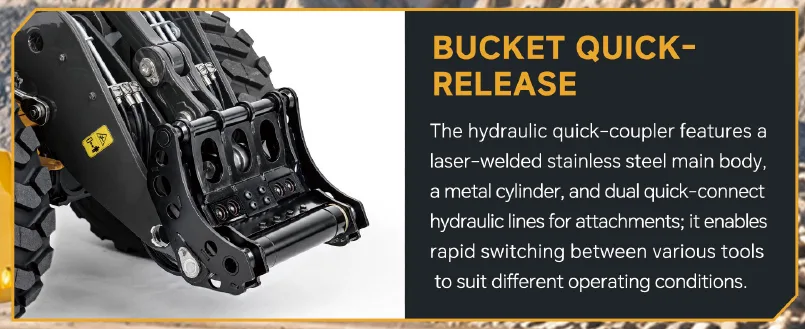 BUCKET QUICK-
RELEASE
The hydraulic quick-coupler features a
laser-welded stainless steel main body,
a metal cylinder, and dual quick-connect
hydraulic lines for attachments; it enables
rapid switching between various tools
to suit different operating conditions.